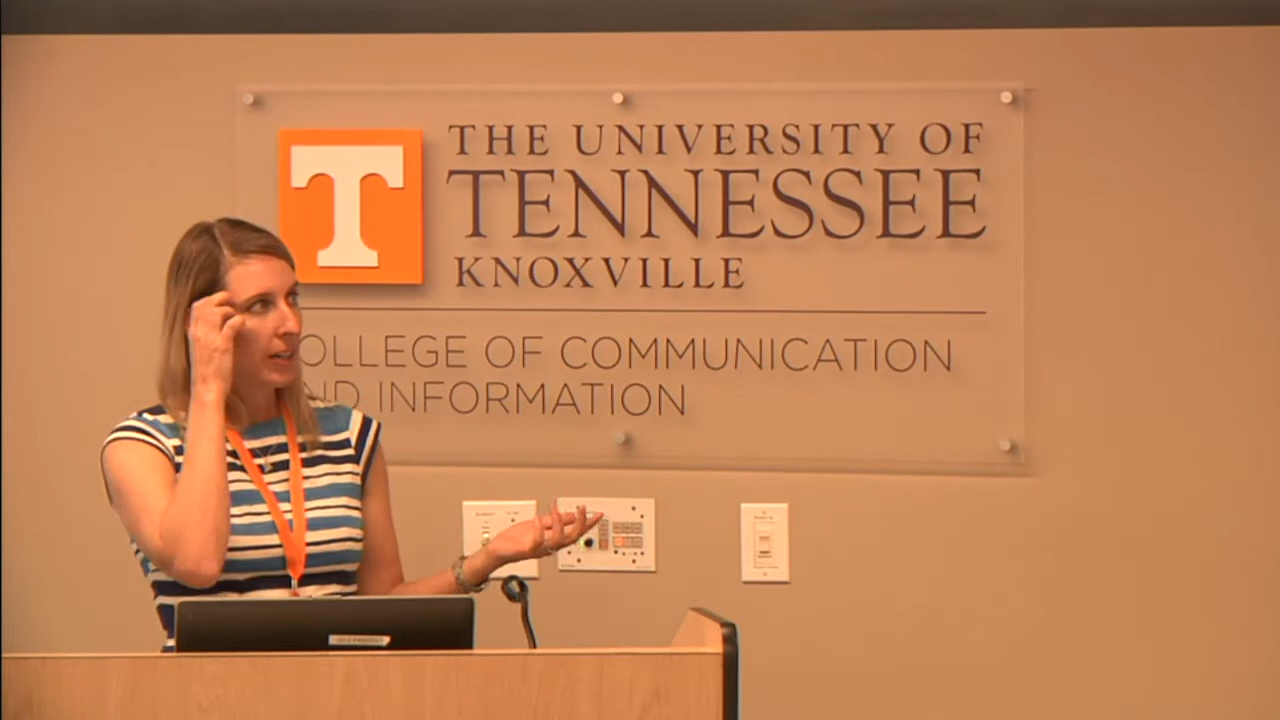 T
THE UNIVERSITY OF
TENNESSEE
KNOXVILLE
OLLEGE OF COMMUNICATION
ND INFORMATION